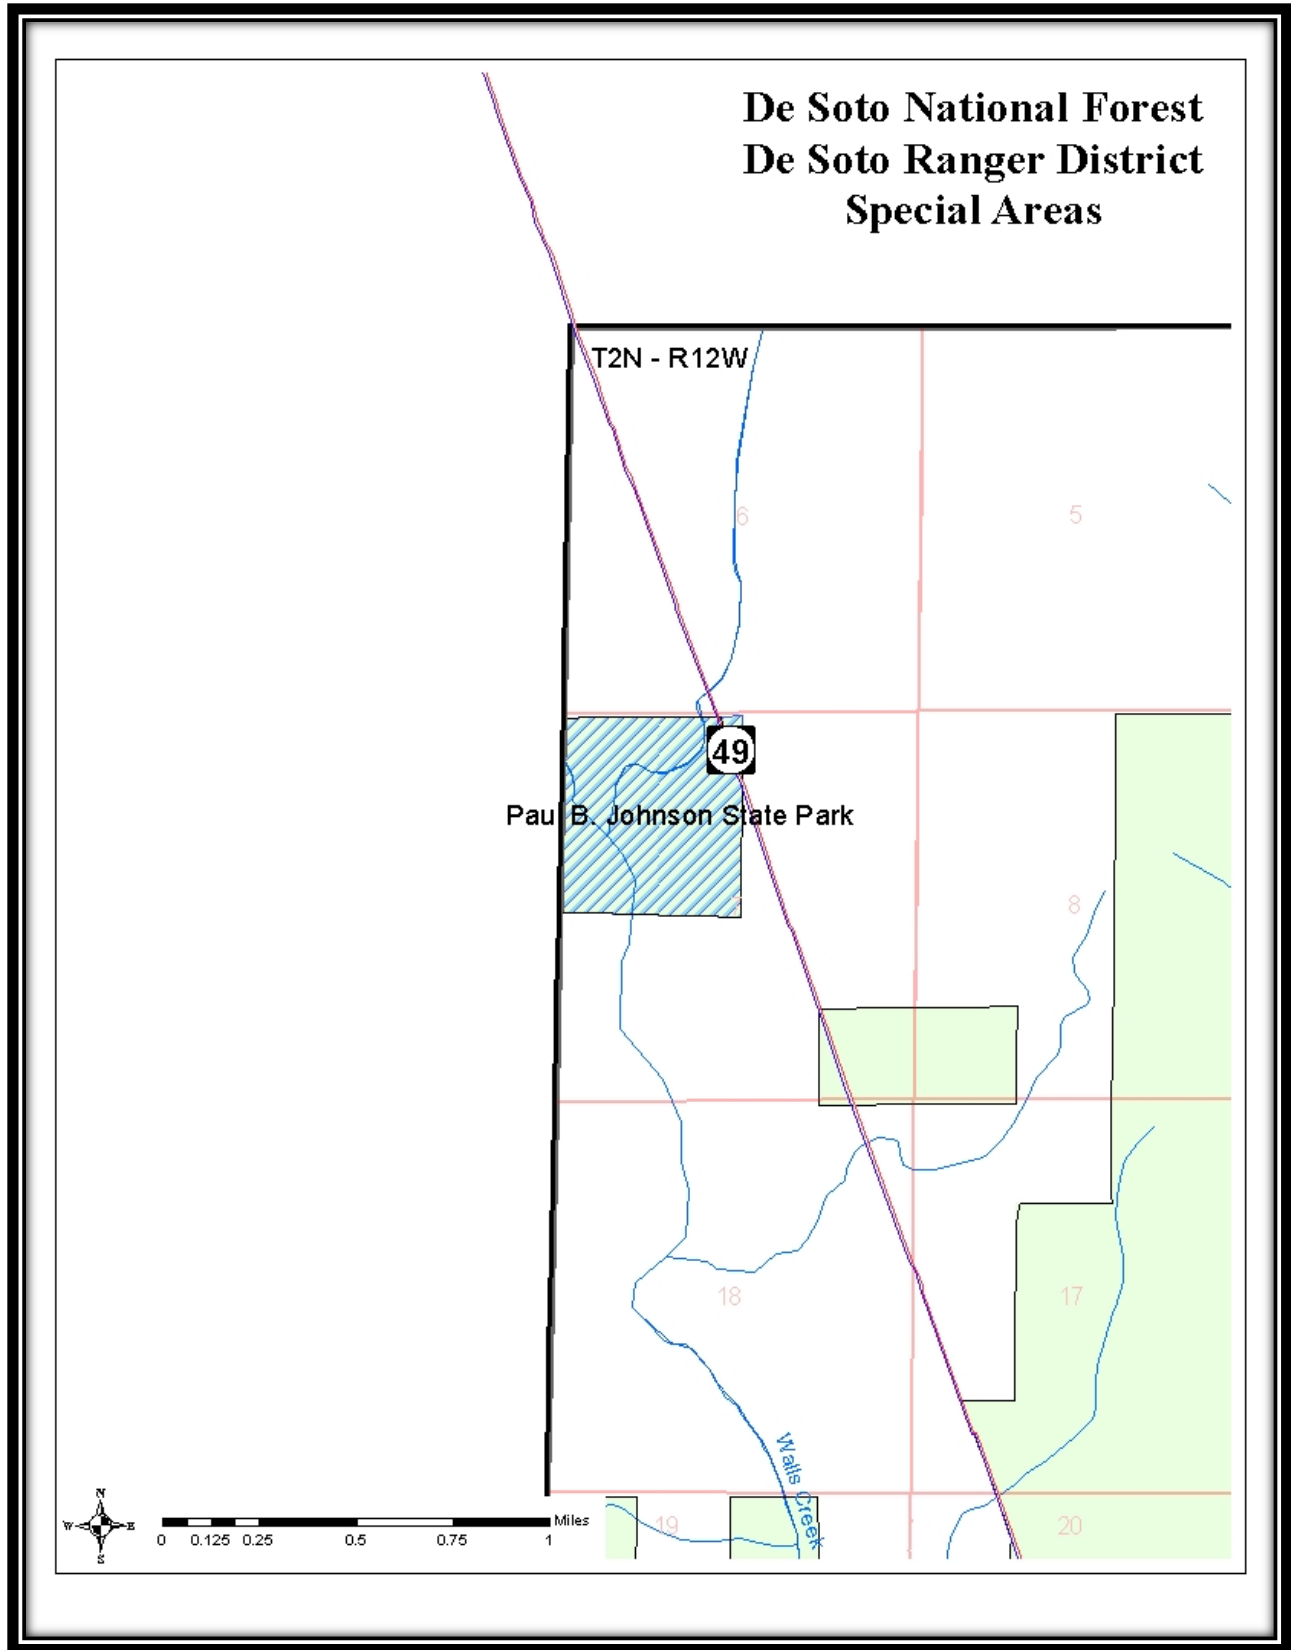 De Soto National Forest
De Soto Ranger District
Special Areas
T2N - R12W
6
5
49
Paul B. Johnson State Park
8
18
17
Walls Creek
19
20
N
W
E
S
0 0.125 0.25 0.5 0.75 1
Miles